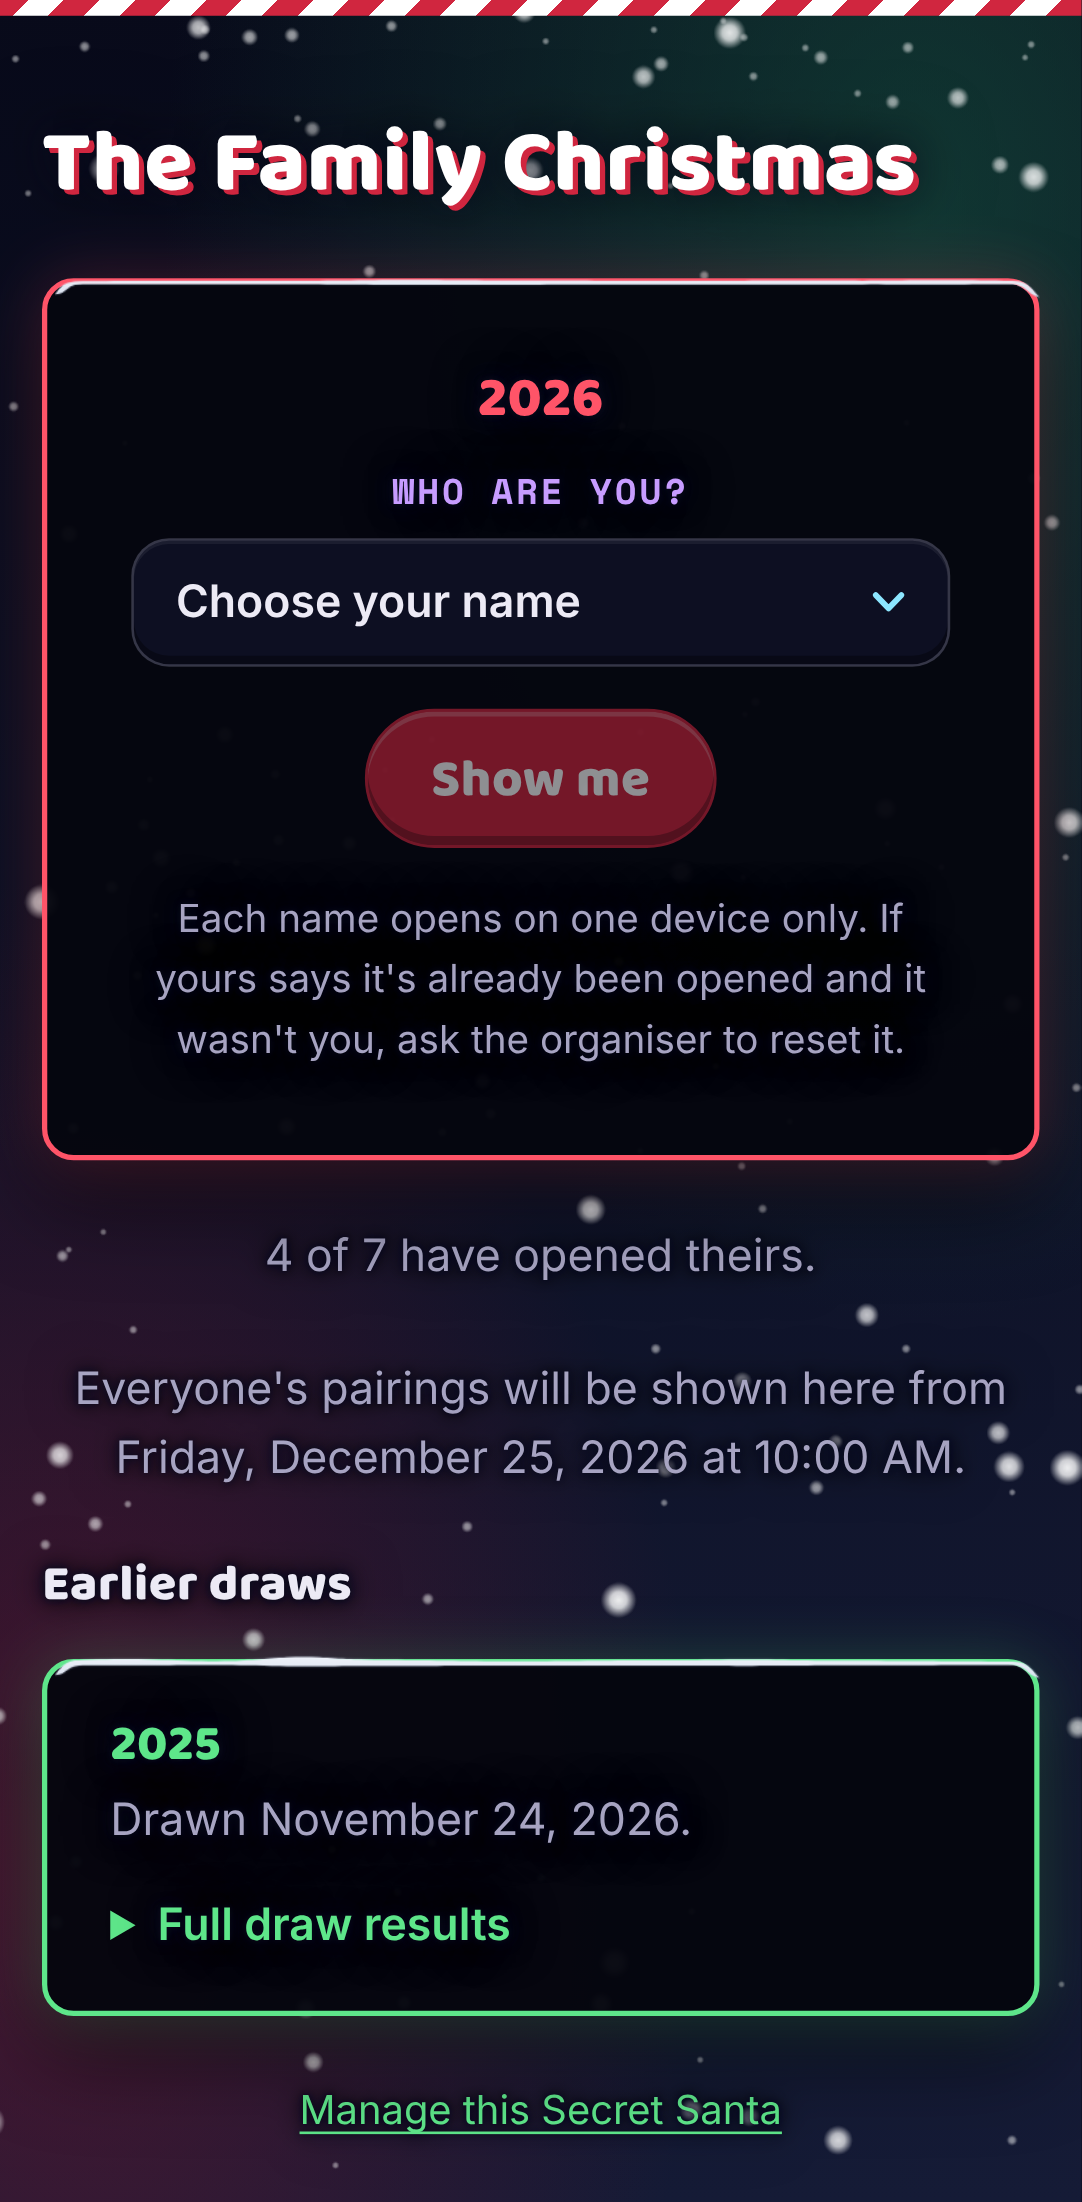 The Family Christmas
2026
WHO ARE YOU?
Choose your name
Show me
Each name opens on one device only. If
yours says it's already been opened and it
wasn't you, ask the organiser to reset it.
4 of 7 have opened theirs.
Everyone's pairings will be shown here from
Friday, December 25, 2026 at 10:00 AM.
Earlier draws
2025
Drawn November 24, 2026.
Full draw results
Manage this Secret Santa